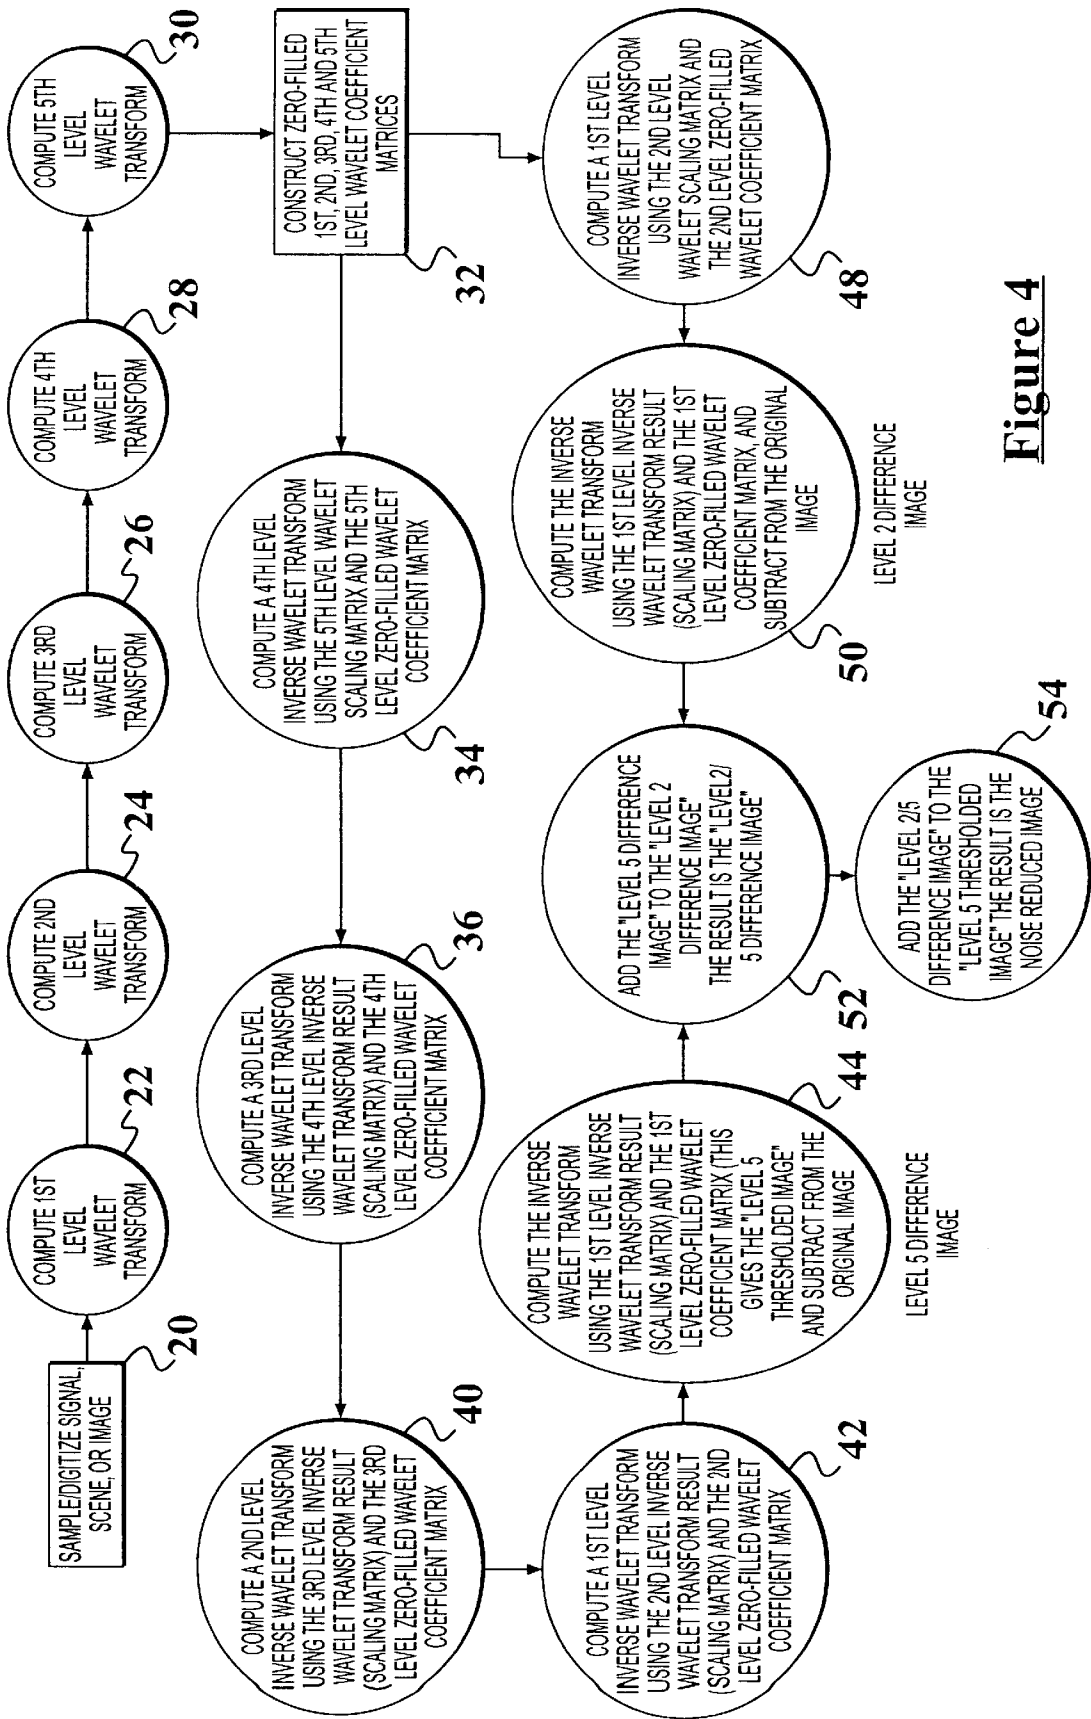 SAMPLE/DIGITIZE SIGNAL,
SCENE, OR IMAGE
20
COMPUTE 1ST
LEVEL
WAVELET
TRANSFORM
22
COMPUTE 2ND
LEVEL
WAVELET
TRANSFORM
24
COMPUTE 3RD
LEVEL
WAVELET
TRANSFORM
26
COMPUTE 4TH
LEVEL
WAVELET
TRANSFORM
28
COMPUTE 5TH
LEVEL
WAVELET
TRANSFORM
30
CONSTRUCT ZERO-FILLED
1ST, 2ND, 3RD, 4TH AND 5TH
LEVEL WAVELET COEFFICIENT
MATRICES
32
COMPUTE A 4TH LEVEL
INVERSE WAVELET TRANSFORM
USING THE 5TH LEVEL WAVELET
SCALING MATRIX AND THE 5TH
LEVEL ZERO-FILLED WAVELET
COEFFICIENT MATRIX
34
COMPUTE A 3RD LEVEL
INVERSE WAVELET TRANSFORM
USING THE 4TH LEVEL INVERSE
WAVELET TRANSFORM RESULT
(SCALING MATRIX) AND THE 4TH
LEVEL ZERO-FILLED WAVELET
COEFFICIENT MATRIX
36
COMPUTE A 2ND LEVEL
INVERSE WAVELET TRANSFORM
USING THE 3RD LEVEL INVERSE
WAVELET TRANSFORM RESULT
(SCALING MATRIX) AND THE 3RD
LEVEL ZERO-FILLED WAVELET
COEFFICIENT MATRIX
40
COMPUTE A 1ST LEVEL
INVERSE WAVELET TRANSFORM
USING THE 2ND LEVEL INVERSE
WAVELET TRANSFORM RESULT
(SCALING MATRIX) AND THE 2ND
LEVEL ZERO-FILLED WAVELET
COEFFICIENT MATRIX
42
COMPUTE THE INVERSE
WAVELET TRANSFORM
USING THE 1ST LEVEL INVERSE
WAVELET TRANSFORM RESULT
(SCALING MATRIX) AND THE 1ST
LEVEL ZERO-FILLED WAVELET
COEFFICIENT MATRIX (THIS
GIVES THE "LEVEL 5
THRESHOLDED IMAGE"
AND SUBTRACT FROM THE
ORIGINAL IMAGE
44
LEVEL 5 DIFFERENCE
IMAGE
COMPUTE A 1ST LEVEL
INVERSE WAVELET TRANSFORM
USING THE 2ND LEVEL
WAVELET SCALING MATRIX AND
THE 2ND LEVEL ZERO-FILLED
WAVELET COEFFICIENT MATRIX
48
COMPUTE THE INVERSE
WAVELET TRANSFORM
USING THE 1ST LEVEL INVERSE
WAVELET TRANSFORM RESULT
(SCALING MATRIX) AND THE 1ST
LEVEL ZERO-FILLED WAVELET
COEFFICIENT MATRIX, AND
SUBTRACT FROM THE ORIGINAL
IMAGE
50
LEVEL 2 DIFFERENCE
IMAGE
ADD THE "LEVEL 5 DIFFERENCE
IMAGE" TO THE "LEVEL 2
DIFFERENCE IMAGE"
THE RESULT IS THE "LEVEL2/
5 DIFFERENCE IMAGE"
52
ADD THE "LEVEL 2/5
DIFFERENCE IMAGE" TO THE
"LEVEL 5 THRESHOLDED
IMAGE" THE RESULT IS THE
NOISE REDUCED IMAGE
54
Figure 4